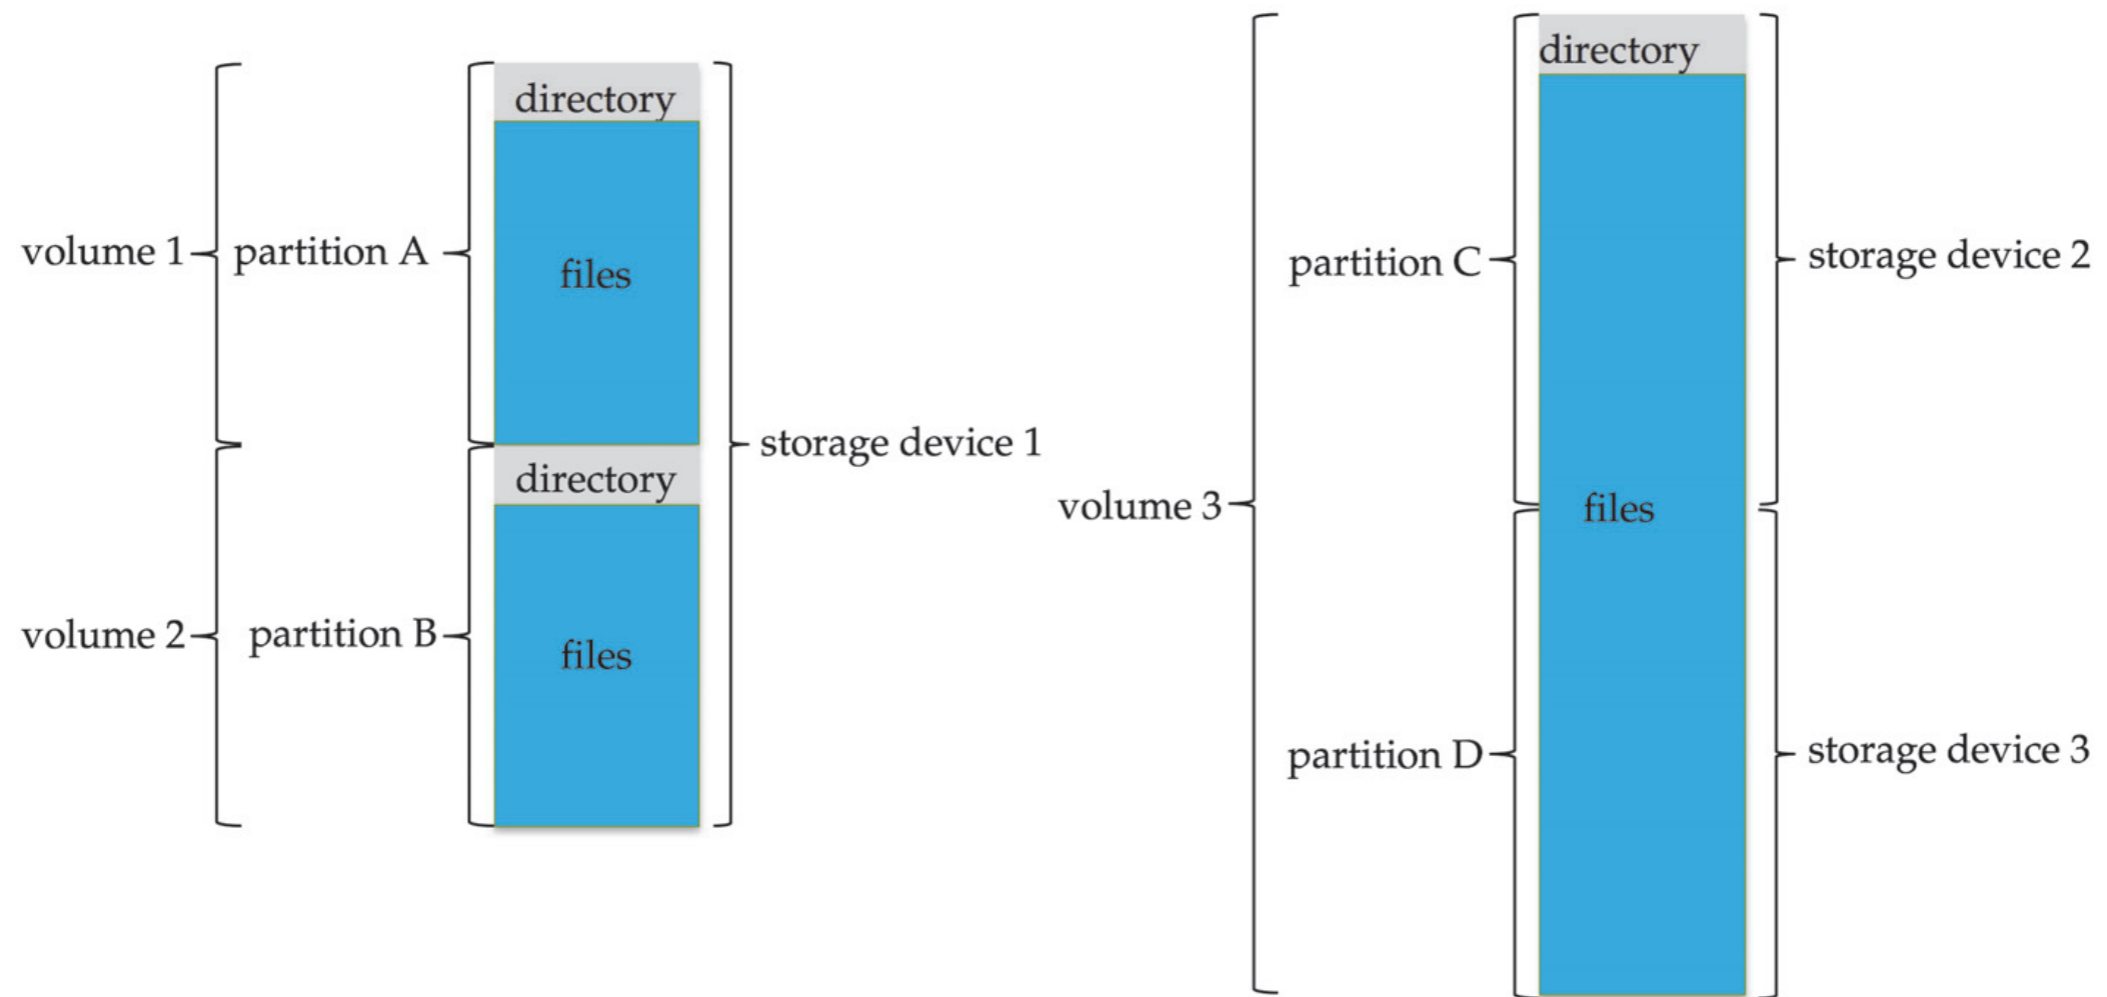 directory
volume 1
partition A
files
storage device 1
directory
volume 2
partition B
files
directory
partition C
storage device 2
volume 3
files
partition D
storage device 3